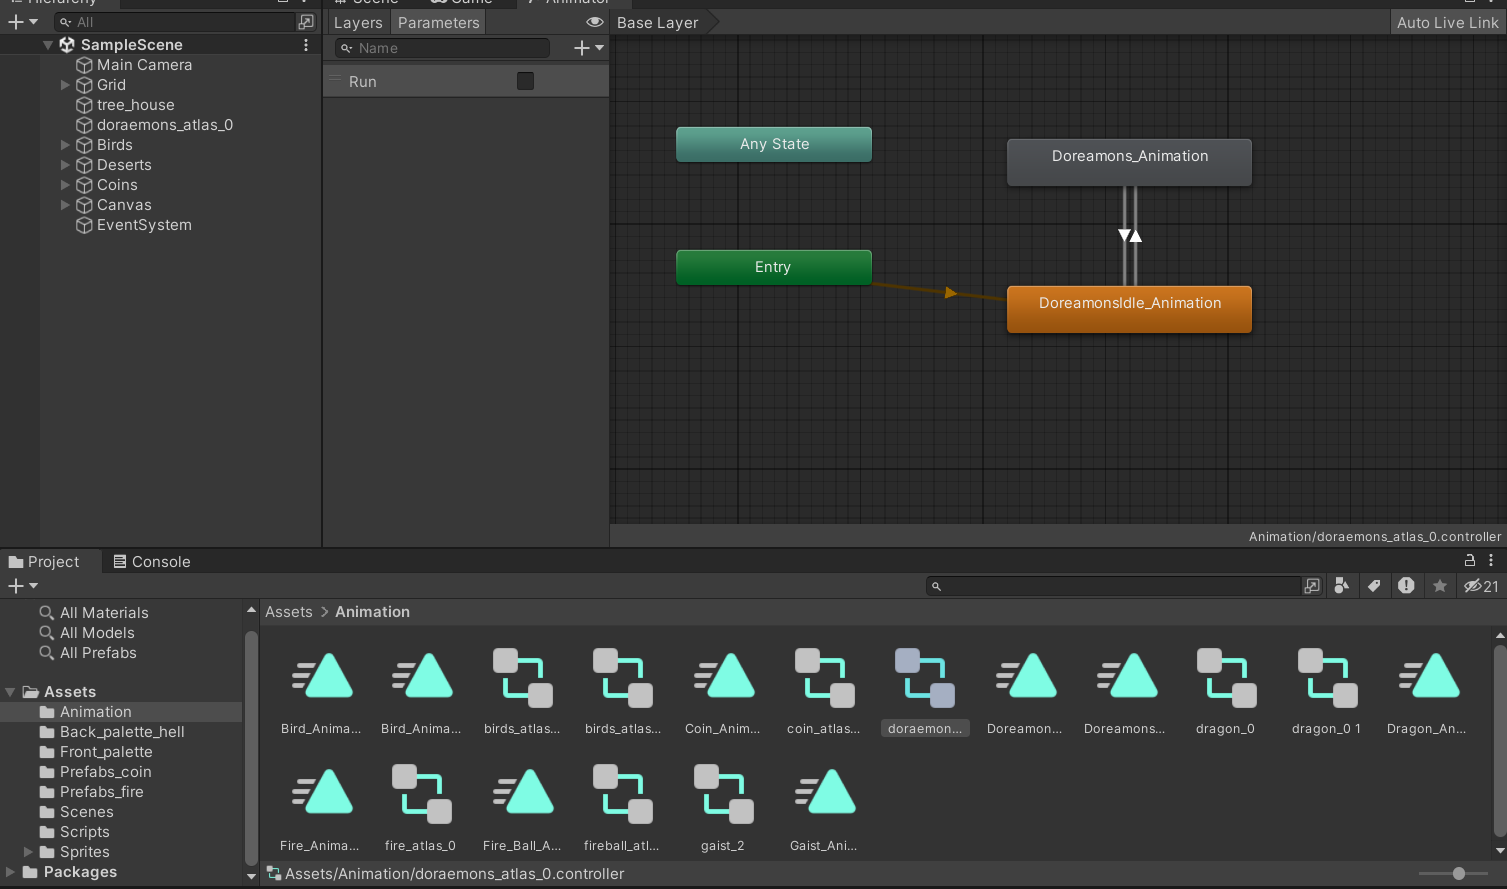 Hierarchy
Scene
Game
Animator
All
Layers
Parameters
Base Layer
Auto Live Link
SampleScene
Name
Main Camera
Grid
Run
tree_house
doraemons_atlas_0
Birds
Deserts
Coins
Canvas
EventSystem
Any State
Doreamons_Animation
Entry
DoreamonsIdle_Animation
Animation/doraemons_atlas_0.controller
Project
Console
21
All Materials
All Models
All Prefabs
Assets
Animation
Back_palette_hell
Front_palette
Prefabs_coin
Prefabs_fire
Scenes
Scripts
Sprites
Packages
Assets > Animation
Bird_Anima...
Bird_Anima...
birds_atlas...
birds_atlas...
Coin_Anim...
coin_atlas...
doraemon...
Doreamon...
Doreamons...
dragon_0
dragon_0 1
Dragon_An...
Fire_Anima...
fire_atlas_0
Fire_Ball_A...
fireball_atl...
gaist_2
Gaist_Ani...
Assets/Animation/doraemons_atlas_0.controller